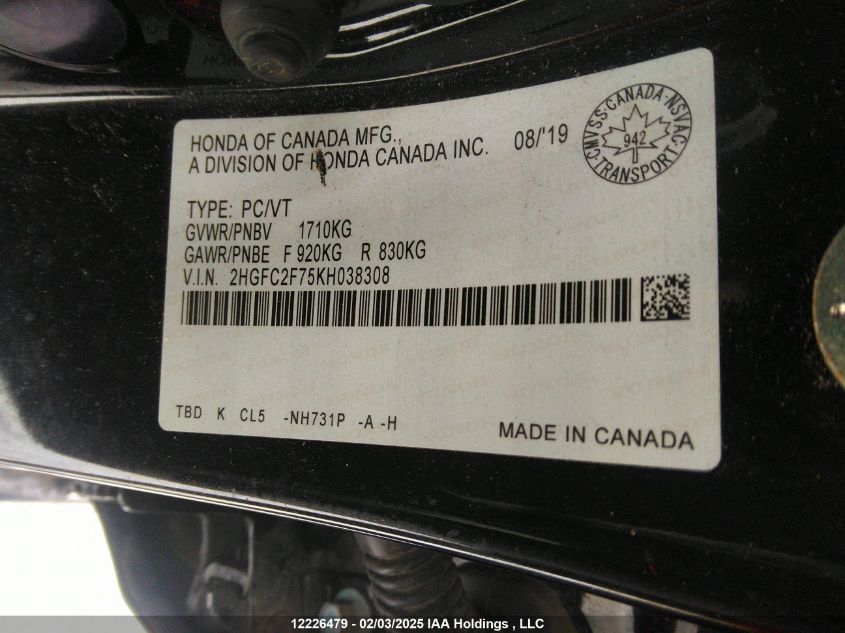 HONDA OF CANADA MFG.,
A DIVISION OF HONDA CANADA INC. 08/'19
CMVSS·CANADA·NSVAC·TRANSPORT·
942
TYPE: PC/VT
GVWR/PNBV 1710KG
GAWR/PNBE F 920KG R 830KG
V.I.N. 2HGFC2F75KH038308
TBD K CL5 -NH731P -A -H
MADE IN CANADA
12226479 - 02/03/2025 IAA Holdings , LLC